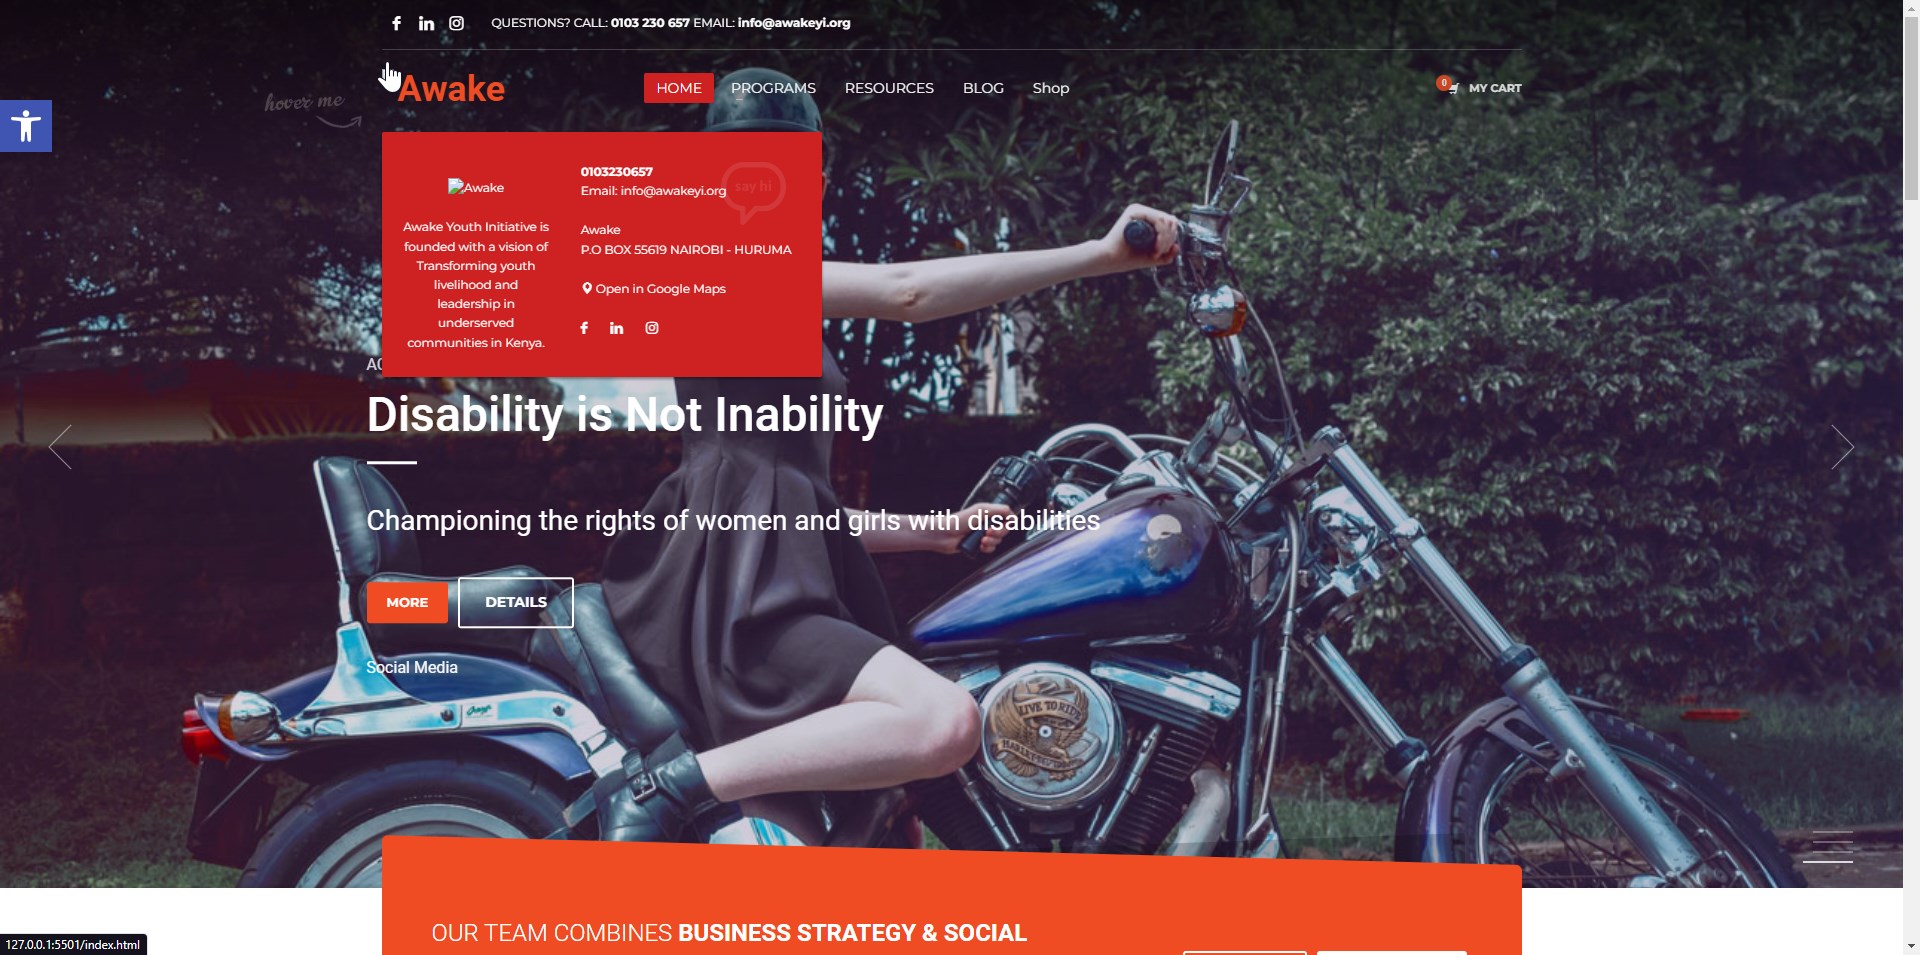 QUESTIONS? CALL: 0103 230 657 EMAIL: info@awakeyi.org
hover me
Awake
HOME
PROGRAMS
RESOURCES
BLOG
Shop
0
MY CART
Awake
Awake Youth Initiative is
founded with a vision of
Transforming youth
livelihood and
leadership in
underserved
communities in Kenya.
0103230657
Email: info@awakeyi.org
say hi
Awake
P.O BOX 55619 NAIROBI - HURUMA
Open in Google Maps
Disability is Not Inability
Championing the rights of women and girls with disabilities
MORE
DETAILS
Social Media
LIVE TO RIDE
OUR TEAM COMBINES BUSINESS STRATEGY & SOCIAL
127.0.0.1:5501/index.html